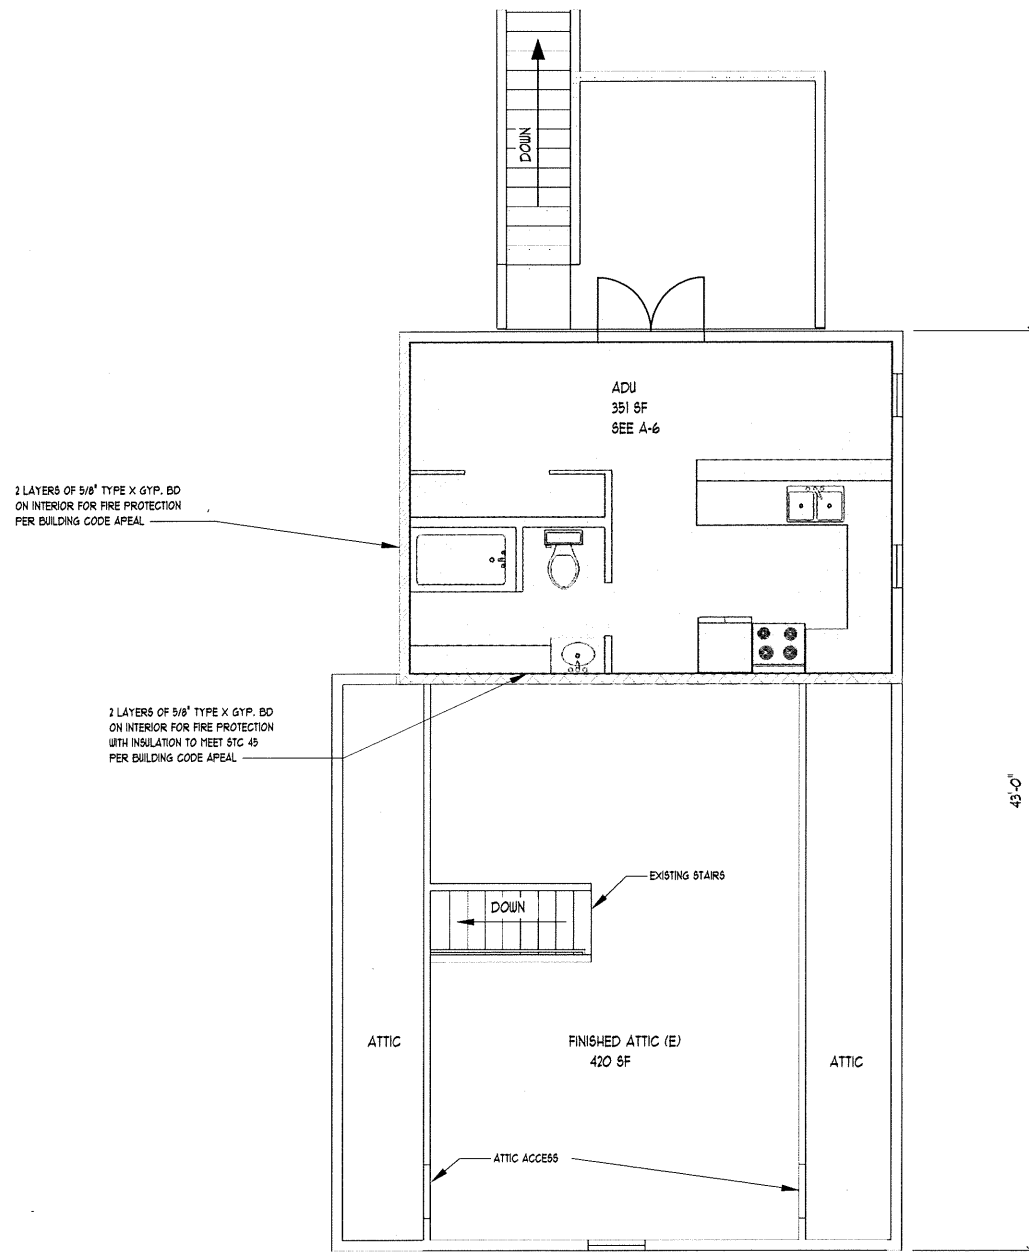 DOWN
ADU
351 SF
SEE A-6
2 LAYERS OF 5/8" TYPE X GYP. BD
ON INTERIOR FOR FIRE PROTECTION
PER BUILDING CODE APEAL
2 LAYERS OF 5/8" TYPE X GYP. BD
ON INTERIOR FOR FIRE PROTECTION
WITH INSULATION TO MEET STC 45
PER BUILDING CODE APEAL
43'-0"
EXISTING STAIRS
DOWN
ATTIC
FINISHED ATTIC (E)
420 SF
ATTIC
ATTIC ACCESS